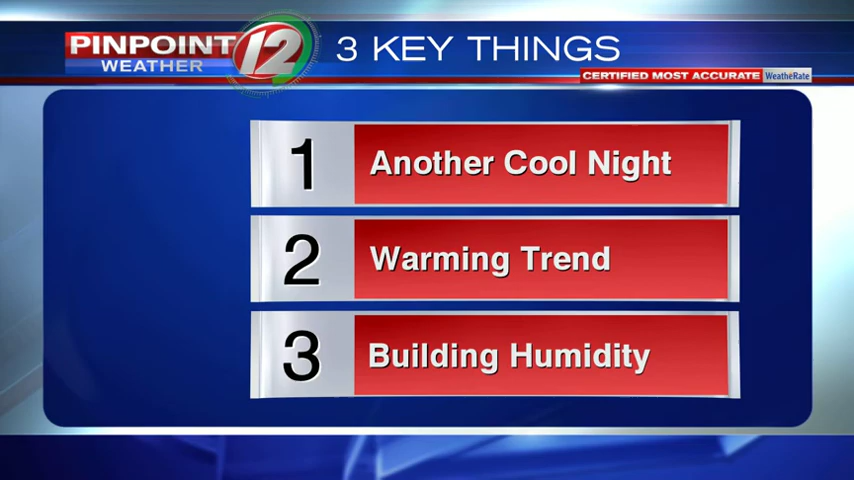 PINPOINT 12
WEATHER
3 KEY THINGS
CERTIFIED MOST ACCURATE WeatheRate
1 Another Cool Night
2 Warming Trend
3 Building Humidity